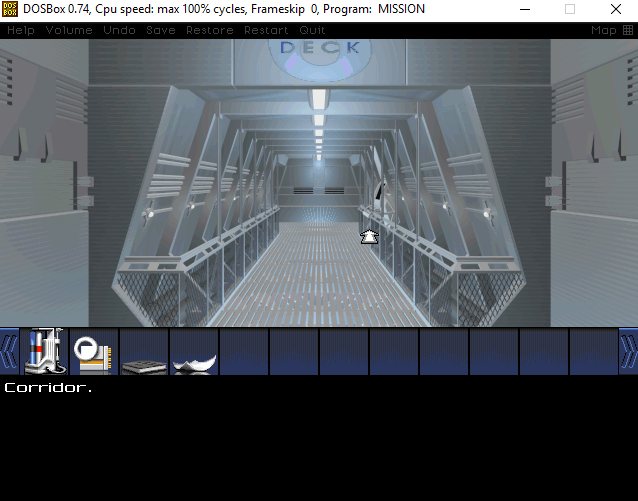 DOSBox 0.74, Cpu speed: max 100% cycles, Frameskip 0, Program: MISSION
Help Volume Undo Save Restore Restart Quit Map
DECK
Corridor.